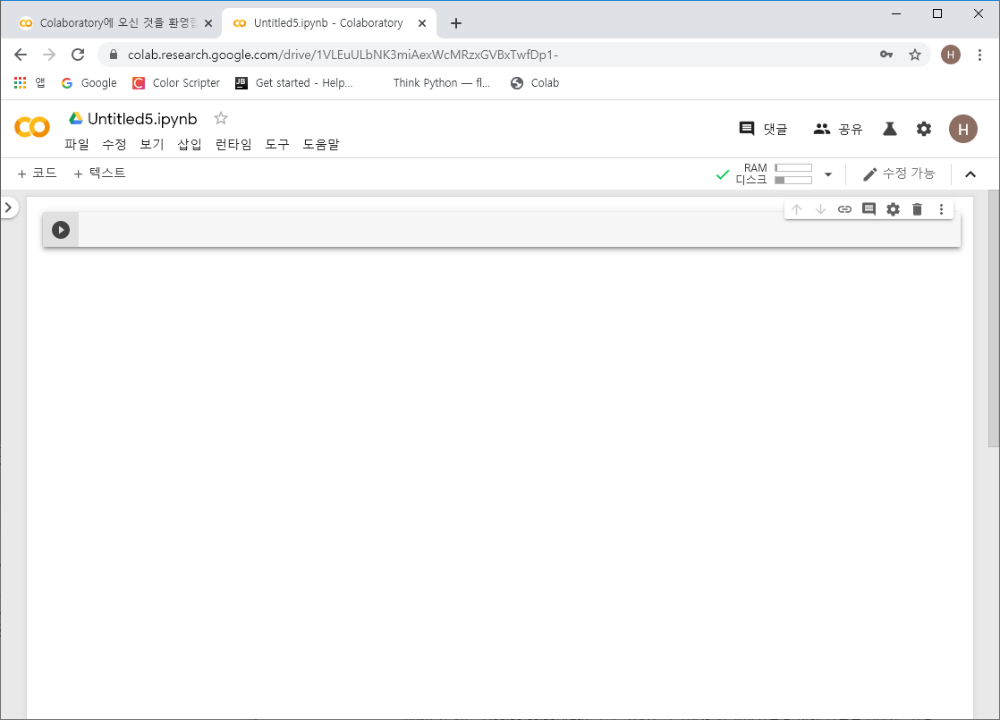 Colaboratory에 오신 것을 환영합
Untitled5.ipynb - Colaboratory
colab.research.google.com/drive/1VLEuULbNK3miAexWcMRzxGVBxTwfDp1-
H
앱 Google Color Scripter Get started - Help... Think Python — fl... Colab
Untitled5.ipynb
댓글 공유 H
파일 수정 보기 삽입 런타임 도구 도움말
+ 코드 + 텍스트
RAM
디스크
수정 가능